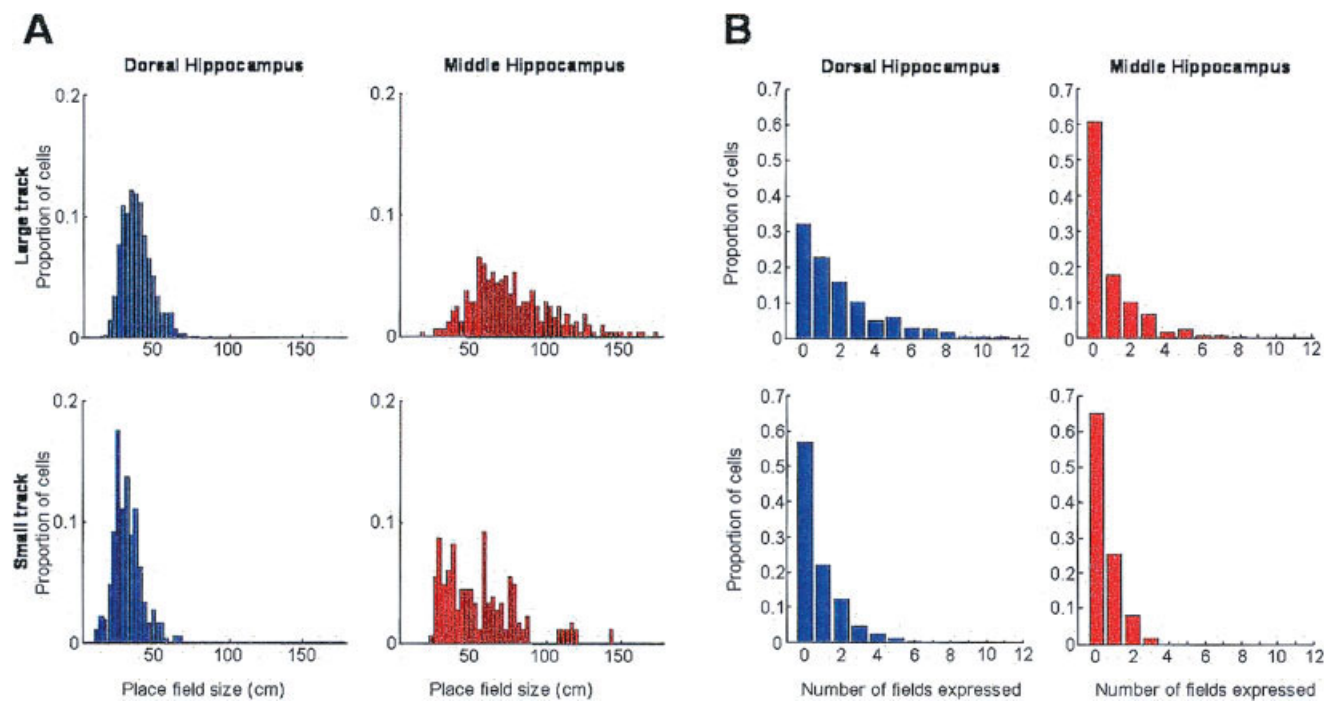 A
B
Dorsal Hippocampus
Middle Hippocampus
Dorsal Hippocampus
Middle Hippocampus
Large track
Proportion of cells
0.2
0.1
0
50 100 150
0.2
0.1
0
50 100 150
Proportion of cells
0.7
0.6
0.5
0.4
0.3
0.2
0.1
0
0 2 4 6 8 10 12
0.7
0.6
0.5
0.4
0.3
0.2
0.1
0
0 2 4 6 8 10 12
Small track
Proportion of cells
0.2
0.1
0
50 100 150
0.2
0.1
0
50 100 150
Proportion of cells
0.7
0.6
0.5
0.4
0.3
0.2
0.1
0
0 2 4 6 8 10 12
0.7
0.6
0.5
0.4
0.3
0.2
0.1
0
0 2 4 6 8 10 12
Place field size (cm)
Place field size (cm)
Number of fields expressed
Number of fields expressed